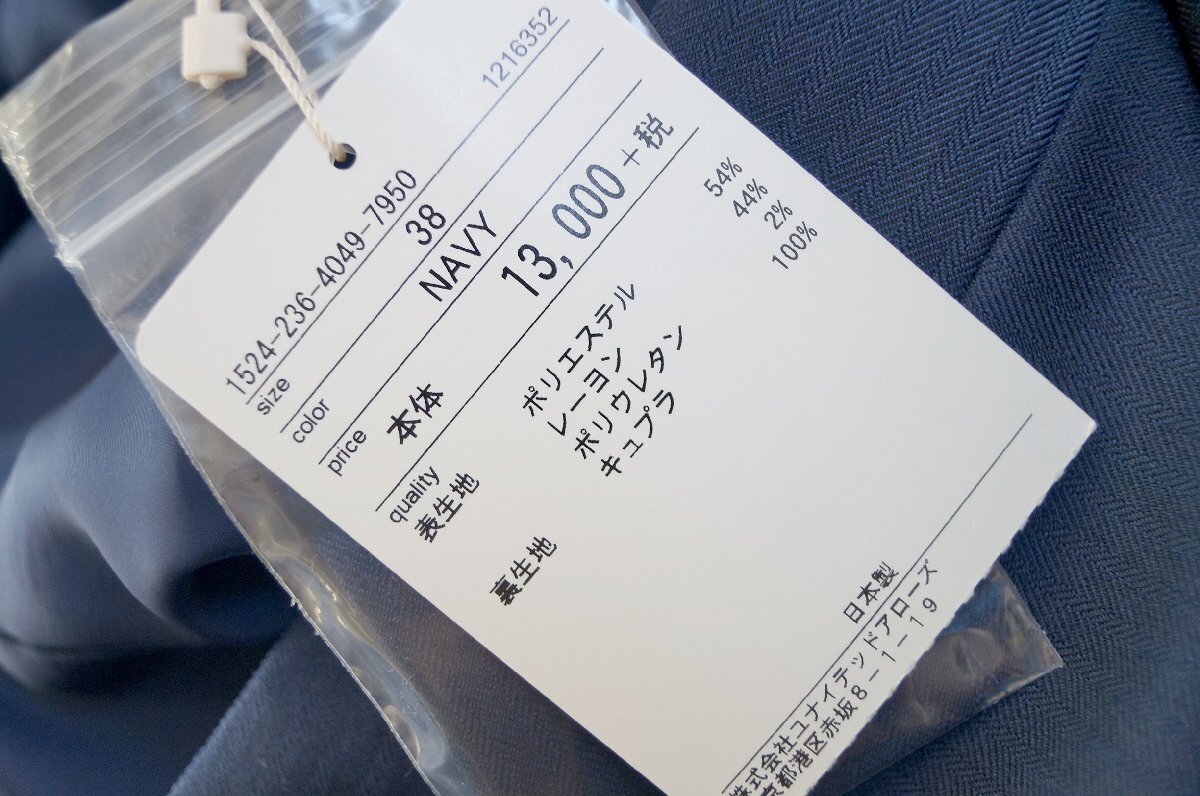 1216352
1524-236-4049-7950
size 38
color NAVY
price 本体 13,000+税
quality
表生地 ポリエステル 54%
レーヨン 44%
ポリウレタン 2%
裏生地 キュプラ 100%
日本製
株式会社ユナイテッドアローズ
京都港区赤坂8-1-19